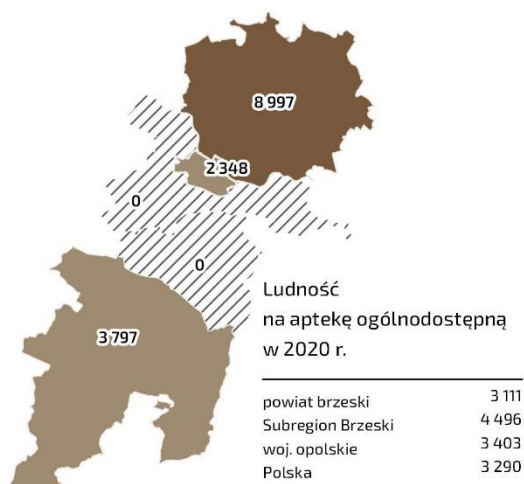 8 997
2 348
0
0
3 797
Ludność
na aptekę ogólnodostępną
w 2020 r.
powiat brzeski 3 111
Subregion Brzeski 4 496
woj. opolskie 3 403
Polska 3 290